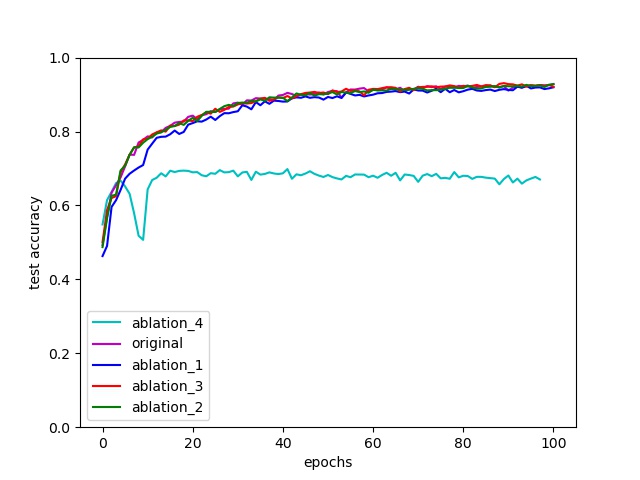 1.0
0.8
0.6
0.4
0.2
0.0
test accuracy
ablation_4
original
ablation_1
ablation_3
ablation_2
0 20 40 60 80 100
epochs